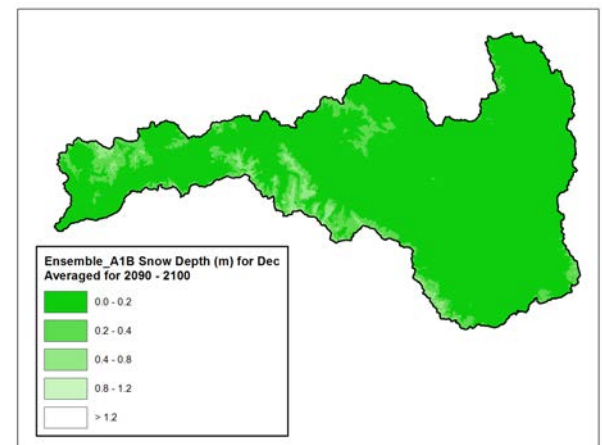 Ensemble_A1B Snow Depth (m) for Dec
Averaged for 2090 - 2100
0.0 - 0.2
0.2 - 0.4
0.4 - 0.8
0.8 - 1.2
> 1.2